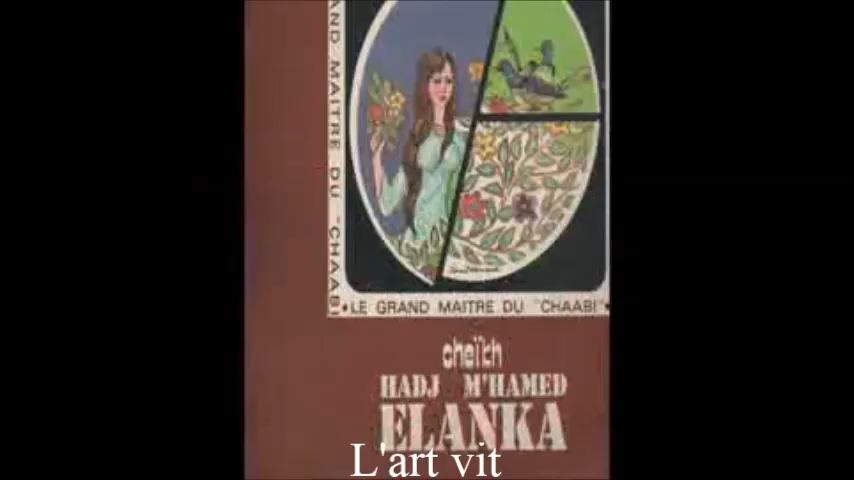 AND MAITRE DU "CHAABI
•LE GRAND MAITRE DU "CHAABI"•
cheïkh
HADJ M'HAMED
ELANKA
L'art vit